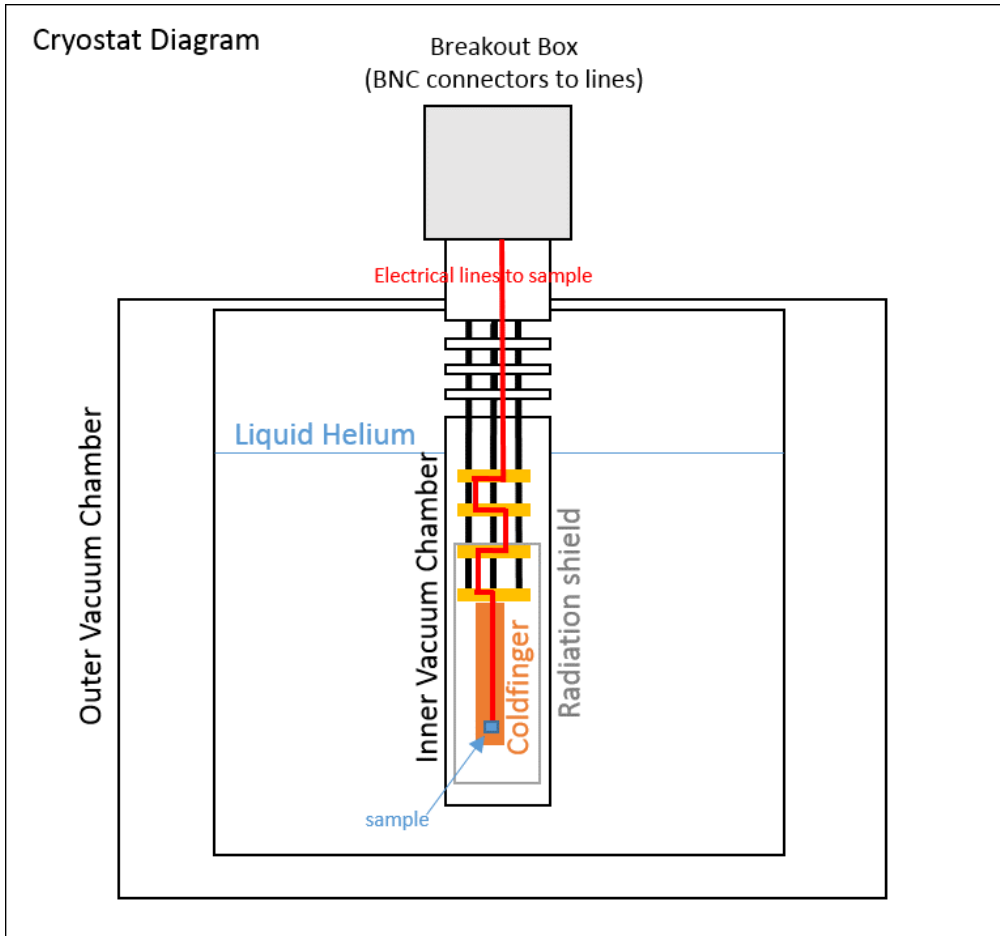 Cryostat Diagram
Breakout Box
(BNC connectors to lines)
Electrical lines to sample
Liquid Helium
Outer Vacuum Chamber
Inner Vacuum Chamber
Radiation shield
Coldfinger
sample